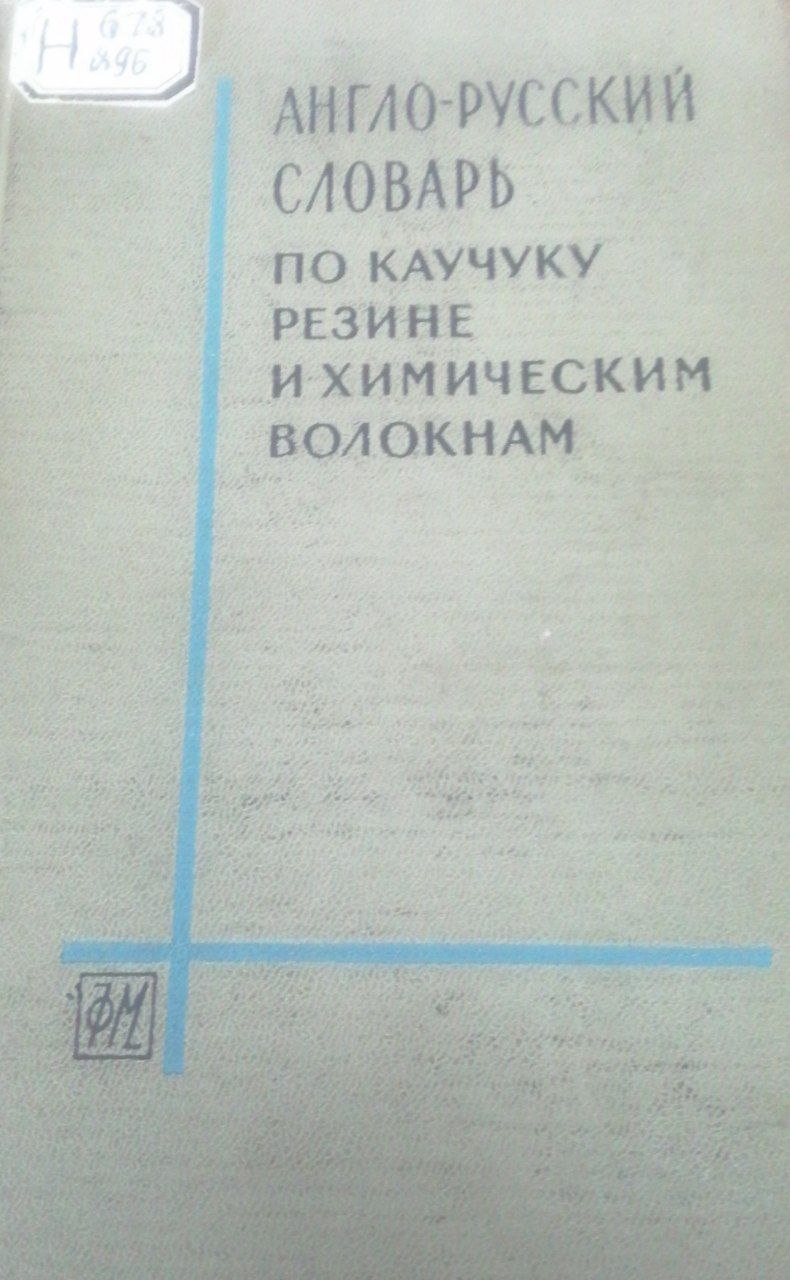 Н 678
896
АНГЛО-РУССКИЙ
СЛОВАРЬ
ПО КАУЧУКУ
РЕЗИНЕ
И ХИМИЧЕСКИМ
ВОЛОКНАМ
ФМ